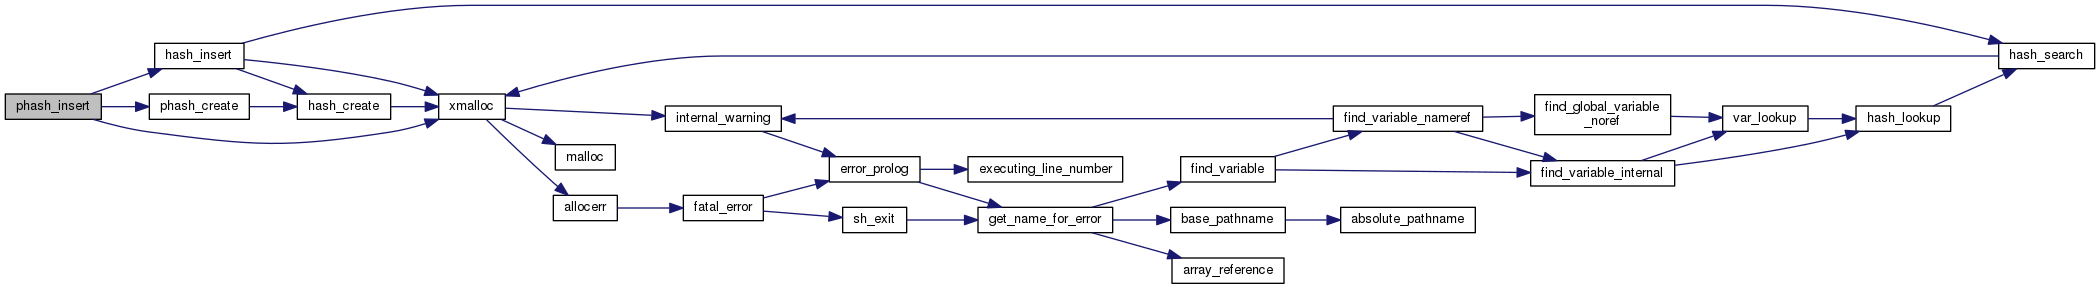 phash_insert
hash_insert
phash_create
hash_create
xmalloc
internal_warning
malloc
allocerr
fatal_error
error_prolog
sh_exit
executing_line_number
get_name_for_error
find_variable
base_pathname
array_reference
absolute_pathname
find_variable_nameref
find_global_variable
_noref
find_variable_internal
var_lookup
hash_lookup
hash_search